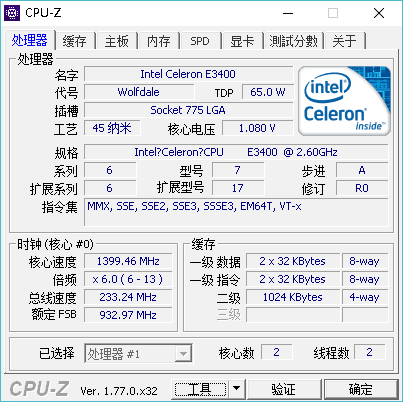 CPU-Z
处理器 缓存 主板 内存 SPD 显卡 測試分數 关于
处理器
名字 Intel Celeron E3400
代号 Wolfdale TDP 65.0 W
插槽 Socket 775 LGA
工艺 45 纳米 核心电压 1.080 V
intel
Celeron
inside™
规格 Intel?Celeron?CPU E3400 @ 2.60GHz
系列 6 型号 7 步进 A
扩展系列 6 扩展型号 17 修订 R0
指令集 MMX, SSE, SSE2, SSE3, SSSE3, EM64T, VT-x
时钟 (核心 #0)
核心速度 1399.46 MHz
倍频 x 6.0 ( 6 - 13 )
总线速度 233.24 MHz
额定 FSB 932.97 MHz
缓存
一级 数据 2 x 32 KBytes 8-way
一级 指令 2 x 32 KBytes 8-way
二级 1024 KBytes 4-way
三级
已选择 处理器 #1 核心数 2 线程数 2
CPU-Z Ver. 1.77.0.x32 工具 验证 确定